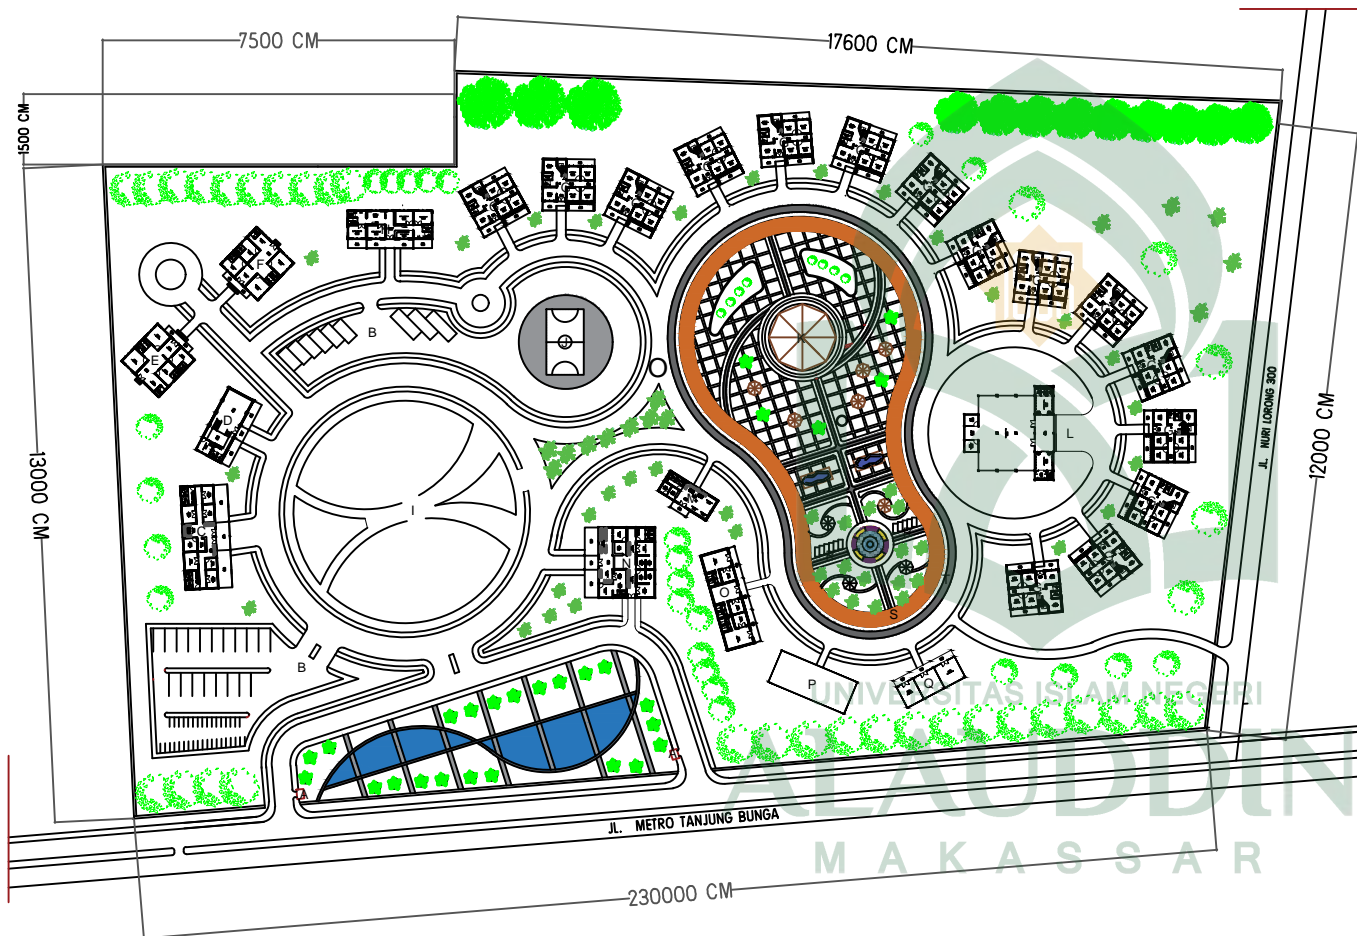 7500 CM
17600 CM
1500 CM
F
E
B
G
J
K
D
L
JL. NURI LORONG 300
12000 CM
13000 CM
C
I
N
O
S
B
P
Q
A
UNIVERSITAS ISLAM NEGERI
ALAUDDIN
MAKASSAR
JL. METRO TANJUNG BUNGA
230000 CM